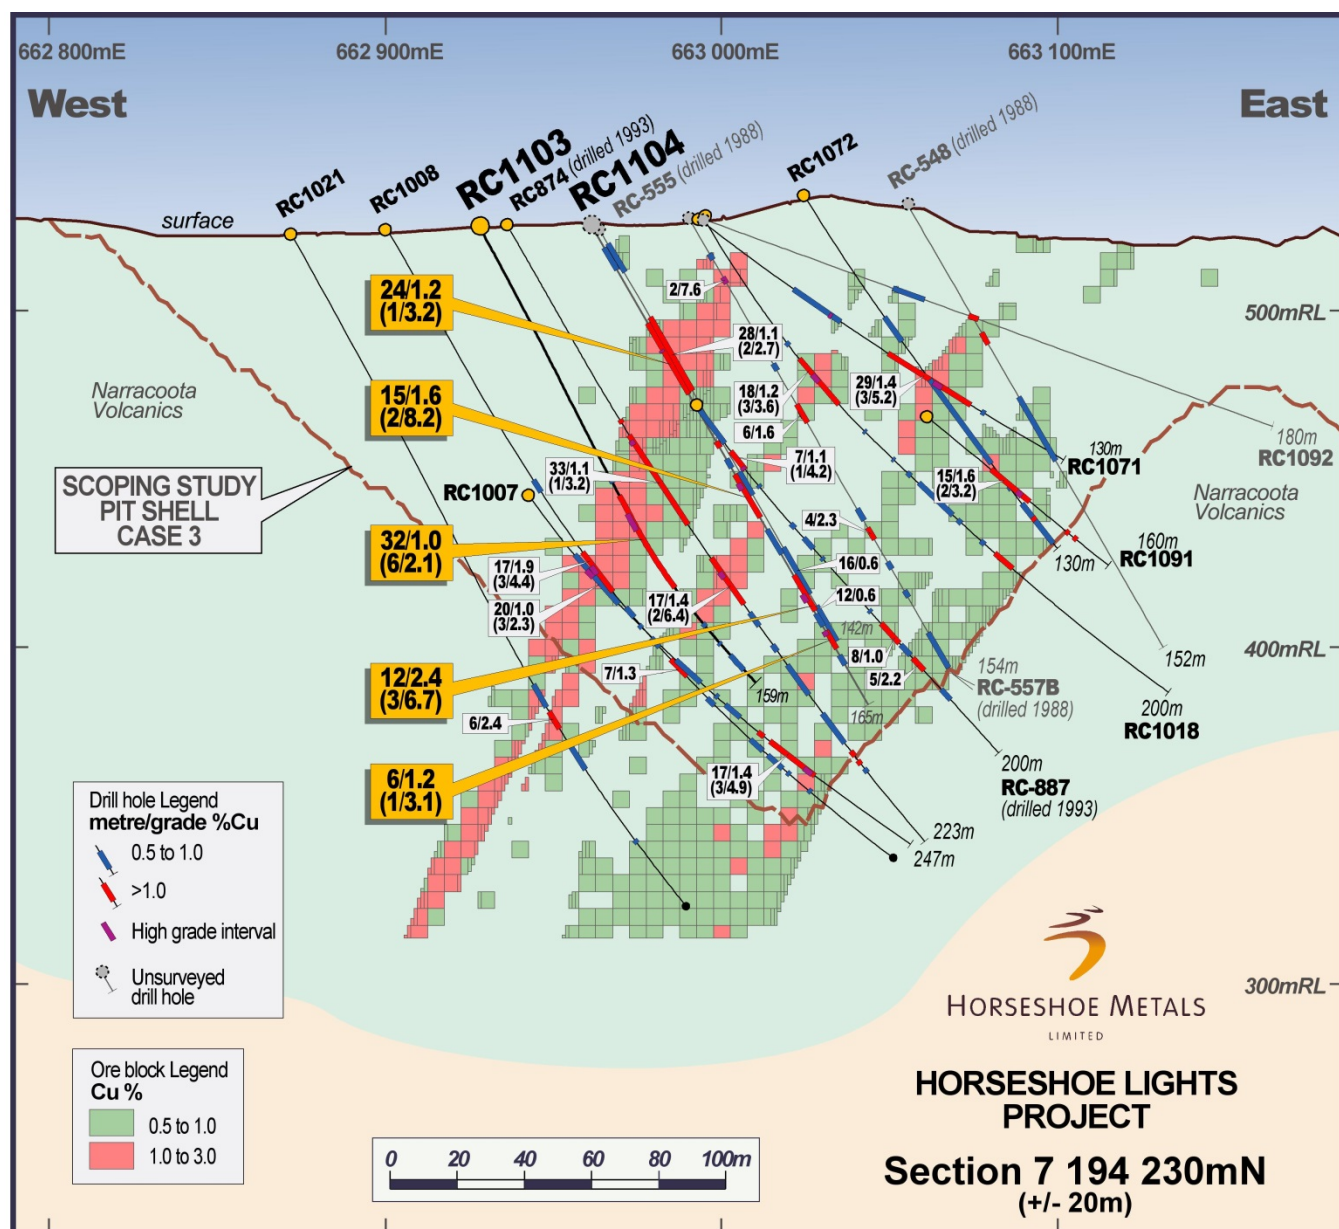 662 800mE
662 900mE
663 000mE
663 100mE
West
East
RC1021
RC1008
RC1103
RC874 (drilled 1993)
RC1104
RC-555 (drilled 1988)
RC1072
RC-548 (drilled 1988)
surface
500mRL
400mRL
300mRL
24/1.2
(1/3.2)
15/1.6
(2/8.2)
32/1.0
(6/2.1)
12/2.4
(3/6.7)
6/1.2
(1/3.1)
2/7.6
28/1.1
(2/2.7)
18/1.2
(3/3.6)
6/1.6
29/1.4
(3/5.2)
7/1.1
(1/4.2)
15/1.6
(2/3.2)
33/1.1
(1/3.2)
4/2.3
17/1.9
(3/4.4)
20/1.0
(3/2.3)
17/1.4
(2/6.4)
16/0.6
12/0.6
8/1.0
5/2.2
7/1.3
6/2.4
17/1.4
(3/4.9)
Narracoota
Volcanics
SCOPING STUDY
PIT SHELL
CASE 3
RC1007
130m
RC1071
180m
RC1092
Narracoota
Volcanics
130m
160m
RC1091
142m
159m
165m
152m
154m
RC-557B
(drilled 1988)
200m
RC1018
200m
RC-887
(drilled 1993)
223m
247m
Drill hole Legend
metre/grade %Cu
0.5 to 1.0
>1.0
High grade interval
Unsurveyed
drill hole
Ore block Legend
Cu %
0.5 to 1.0
1.0 to 3.0
0 20 40 60 80 100m
HORSESHOE METALS
LIMITED
HORSESHOE LIGHTS
PROJECT
Section 7 194 230mN
(+/- 20m)